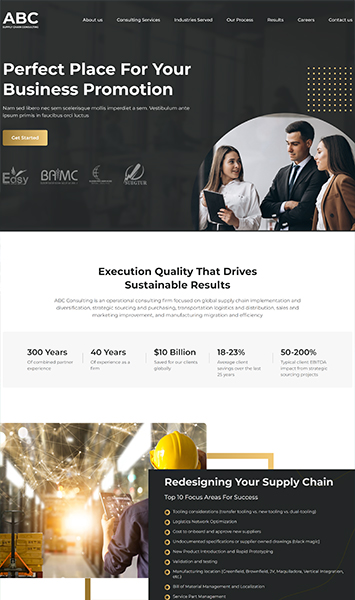 ABC
SUPPLY CHAIN CONSULTING
About us Consulting Services Industries Served Our Process Results Careers Contact us
Perfect Place For Your
Business Promotion
Nam sed libero nec sem scelerisque mollis imperdiet a sem. Vestibulum ante
ipsum primis in faucibus orci luctus
Get Started
Easy
Execution Quality That Drives
Sustainable Results
ABC Consulting is an operational consulting firm focused on global supply chain implementation and
diversification, strategic sourcing and purchasing, transportation logistics and distribution, sales and
marketing improvement, and manufacturing migration and efficiency.
300 Years 40 Years $10 Billion 18-23% 50-200%
Of combined partner Of experience as a Saved for our clients Average client Typical client EBITDA
experience firm globally savings over the last impact from strategic
25 years sourcing projects
Redesigning Your Supply Chain
Top 10 Focus Areas For Success
Tooling considerations (transfer tooling vs. new tooling vs. dual tooling)
Logistics Network Optimization
Cost to onboard and approve new suppliers
Undocumented specifications or supplier owned drawings (black magic)
New Product Introduction and Rapid Prototyping
Validation and testing
Manufacturing location (Greenfield, Brownfield, JV, Maquiladora, Vertical Integration,
etc.)
Bill of Material Management and Localization
Service Part Management